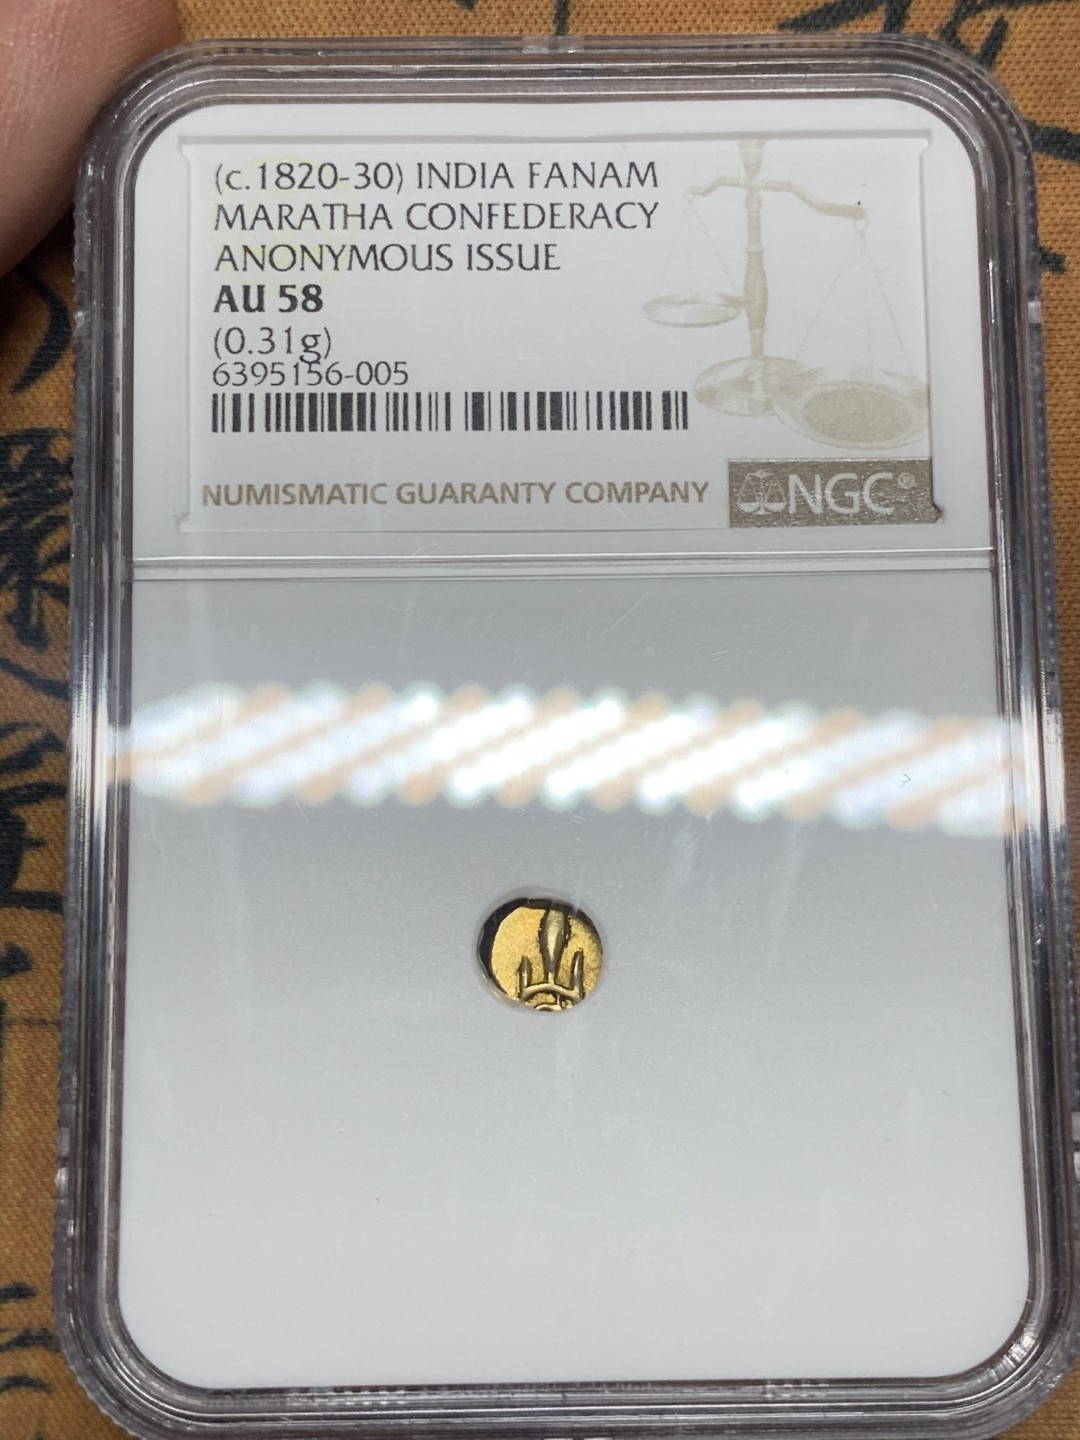 (c.1820-30) INDIA FANAM
MARATHA CONFEDERACY
ANONYMOUS ISSUE
AU 58
(0.31g)
6395156-005
NUMISMATIC GUARANTY COMPANY
NGC®